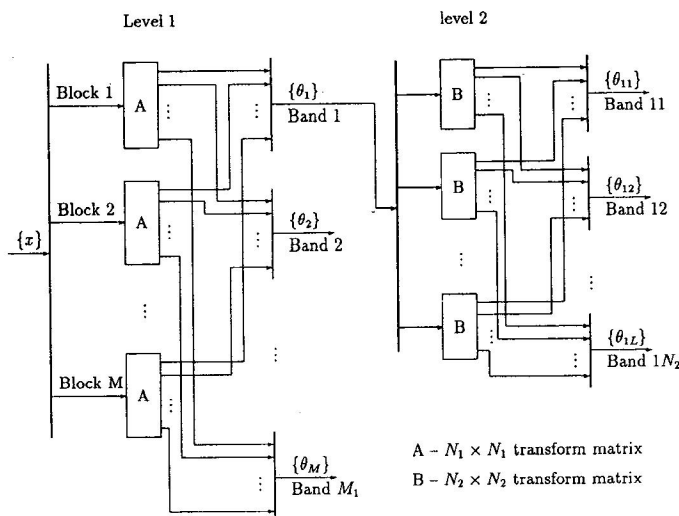 Level 1
level 2
{x}
Block 1
Block 2
Block M
A
A
A
⋮
{θ₁}
Band 1
{θ₂}
Band 2
{θ_M}
Band M₁
B
B
B
{θ₁₁}
Band 11
{θ₁₂}
Band 12
{θ₁L}
Band 1N₂
A – N₁ × N₁ transform matrix
B – N₂ × N₂ transform matrix